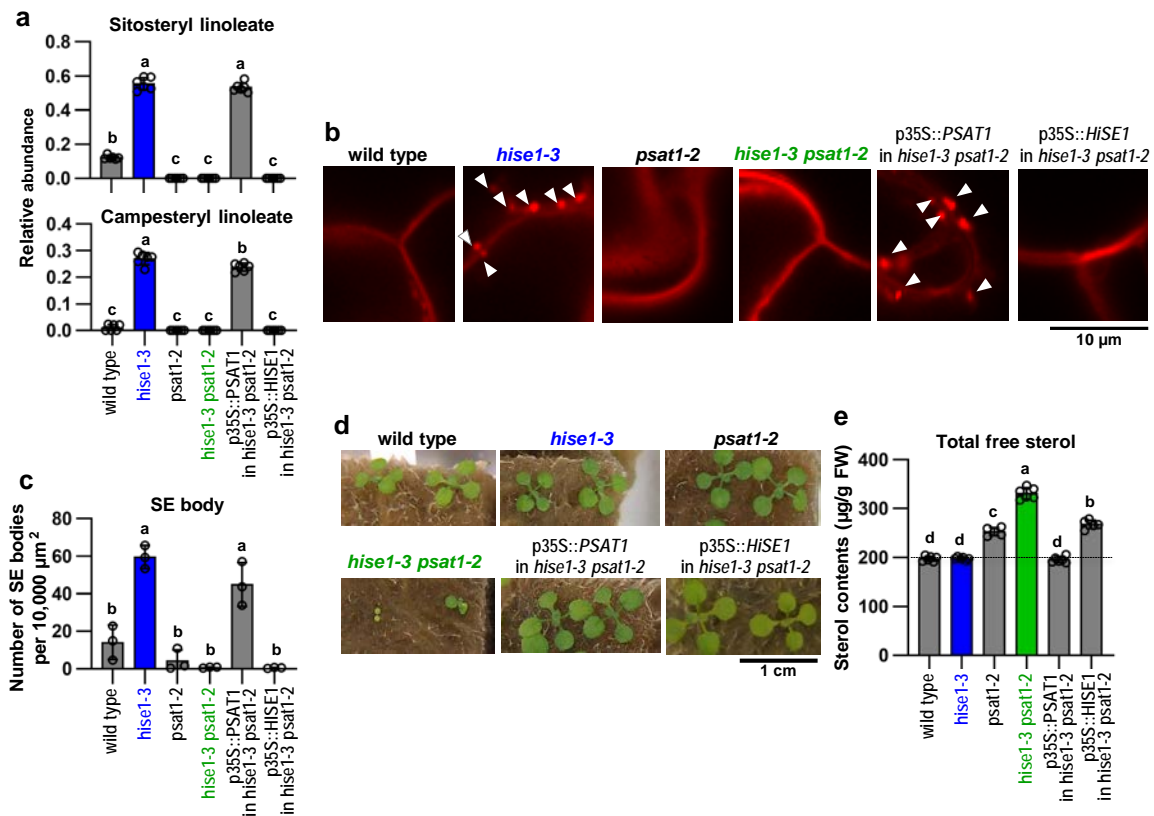 a
Sitosteryl linoleate
Relative abundance
0.8
0.6
0.4
0.2
0.0
b
a
c
c
a
c
Campesteryl linoleate
0.4
0.3
0.2
0.1
0.0
c
a
c
c
b
c
wild type
hise1-3
psat1-2
hise1-3 psat1-2
p35S::PSAT1
in hise1-3 psat1-2
p35S::HISE1
in hise1-3 psat1-2
b
wild type
hise1-3
psat1-2
hise1-3 psat1-2
p35S::PSAT1
in hise1-3 psat1-2
p35S::HiSE1
in hise1-3 psat1-2
10 µm
c
SE body
Number of SE bodies
per 10,000 µm²
80
60
40
20
0
b
a
b
b
a
b
wild type
hise1-3
psat1-2
hise1-3 psat1-2
p35S::PSAT1
in hise1-3 psat1-2
p35S::HISE1
in hise1-3 psat1-2
d
wild type
hise1-3
psat1-2
hise1-3 psat1-2
p35S::PSAT1
in hise1-3 psat1-2
p35S::HiSE1
in hise1-3 psat1-2
1 cm
e
Total free sterol
Sterol contents (µg/g FW)
400
300
200
100
0
d
d
c
a
d
b
wild type
hise1-3
psat1-2
hise1-3 psat1-2
p35S::PSAT1
in hise1-3 psat1-2
p35S::HISE1
in hise1-3 psat1-2